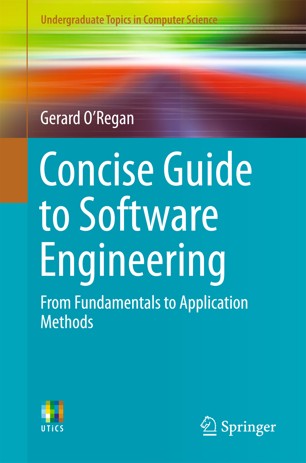 Undergraduate Topics in Computer Science
Gerard O'Regan
Concise Guide
to Software
Engineering
From Fundamentals to Application
Methods
UTICS
Springer